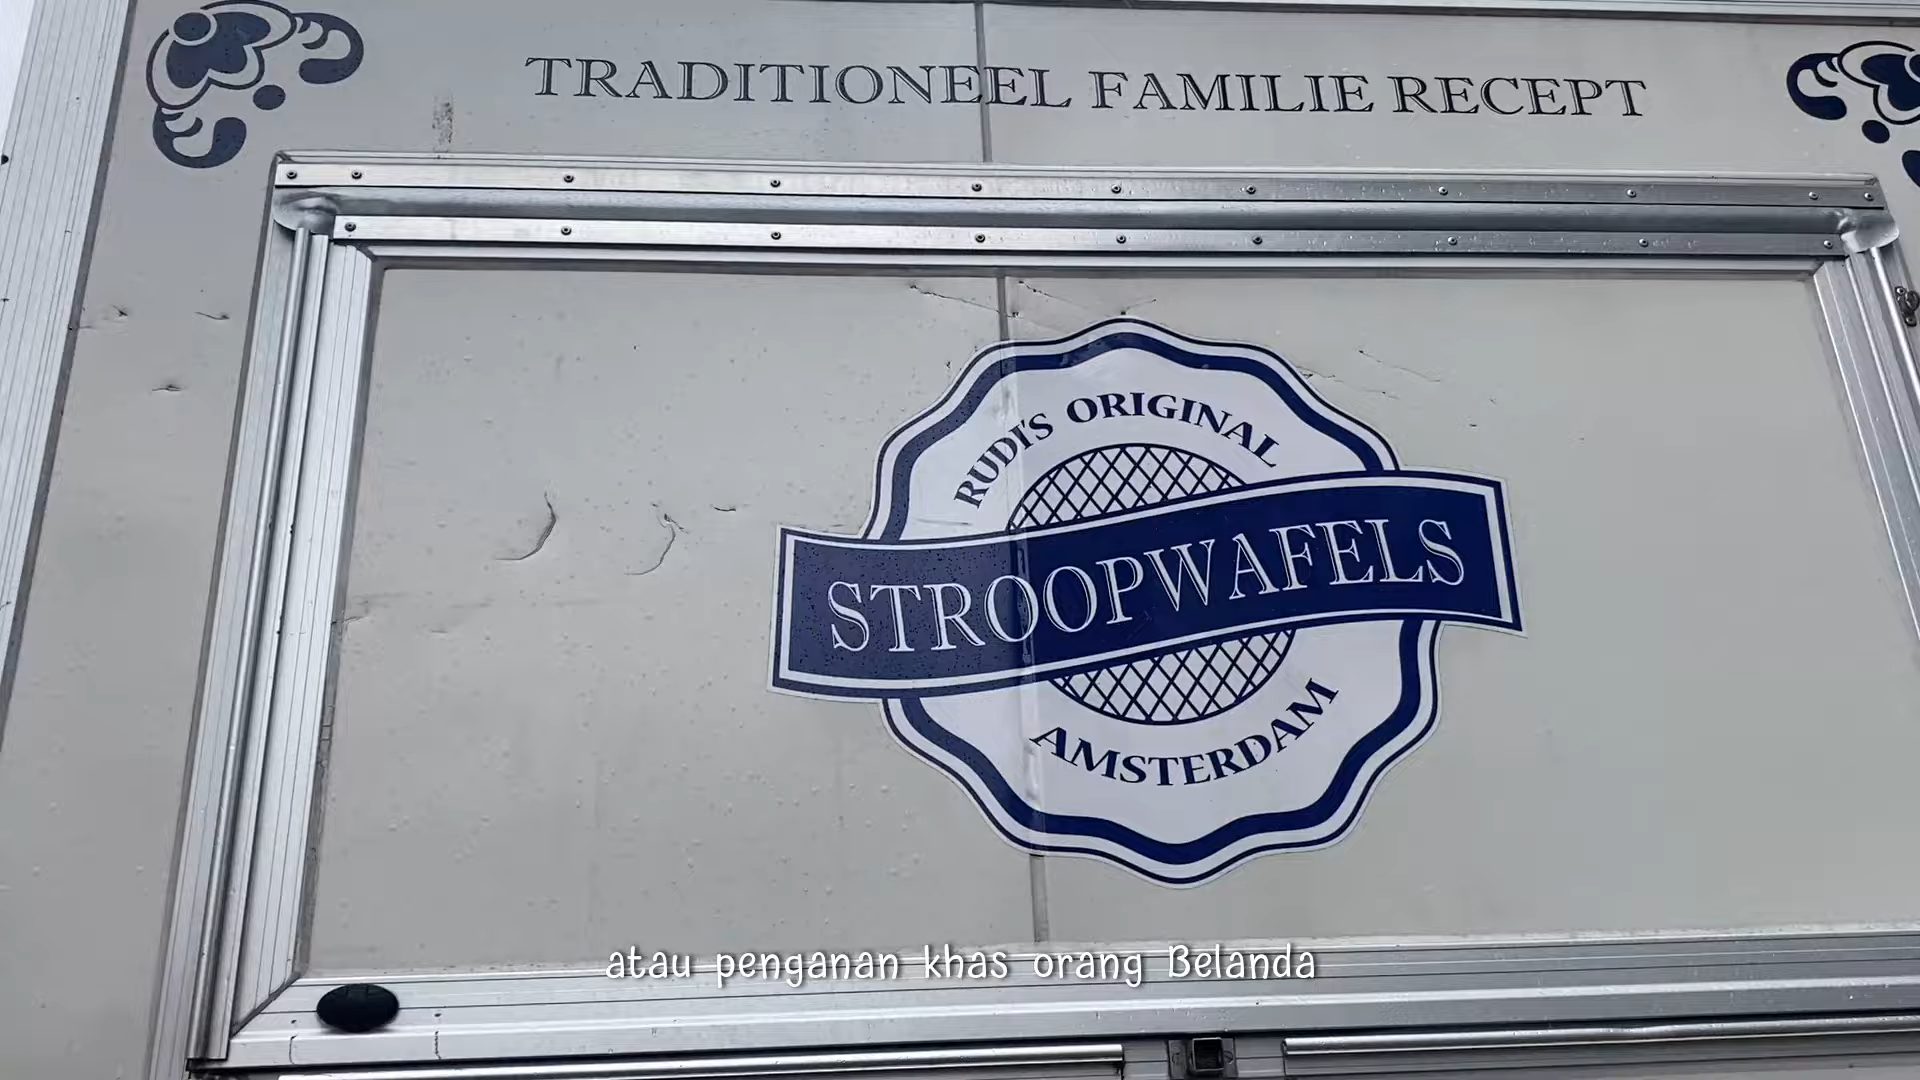 TRADITIONEEL FAMILIE RECEPT
RUDI'S ORIGINAL
STROOPWAFELS
AMSTERDAM
atau penganan khas orang Belanda